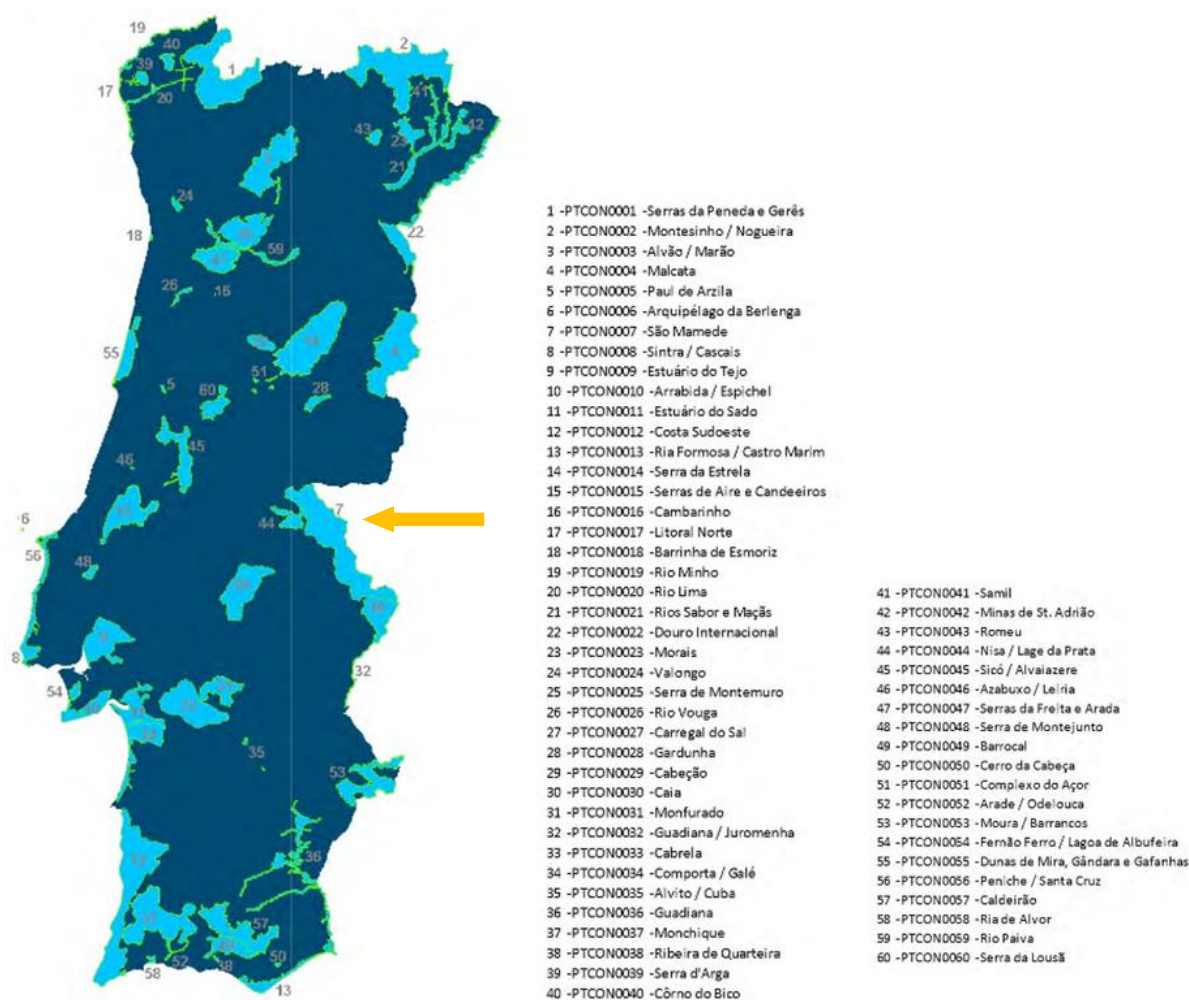 19
40
2
39
1
17
20
41
43
23
42
21
24
18
22
59
26
16
55
4
51
5
60
28
45
46
15
7
44
6
56
48
9
8
32
54
10
35
53
12
36
57
52
38
50
58
13
1 -PTCON0001 -Serras da Peneda e Gerês
2 -PTCON0002 -Montesinho / Nogueira
3 -PTCON0003 -Alvão / Marão
4 -PTCON0004 -Malcata
5 -PTCON0005 -Paul de Arzila
6 -PTCON0006 -Arquipélago da Berlenga
7 -PTCON0007 -São Mamede
8 -PTCON0008 -Sintra / Cascais
9 -PTCON0009 -Estuário do Tejo
10 -PTCON0010 -Arrabida / Espichel
11 -PTCON0011 -Estuário do Sado
12 -PTCON0012 -Costa Sudoeste
13 -PTCON0013 -Ria Formosa / Castro Marim
14 -PTCON0014 -Serra da Estrela
15 -PTCON0015 -Serras de Aire e Candeeiros
16 -PTCON0016 -Cambarinho
17 -PTCON0017 -Litoral Norte
18 -PTCON0018 -Barrinha de Esmoriz
19 -PTCON0019 -Rio Minho
20 -PTCON0020 -Rio Lima
21 -PTCON0021 -Rios Sabor e Maçãs
22 -PTCON0022 -Douro Internacional
23 -PTCON0023 -Morais
24 -PTCON0024 -Valongo
25 -PTCON0025 -Serra de Montemuro
26 -PTCON0026 -Rio Vouga
27 -PTCON0027 -Carregal do Sal
28 -PTCON0028 -Gardunha
29 -PTCON0029 -Cabeção
30 -PTCON0030 -Caia
31 -PTCON0031 -Monfurado
32 -PTCON0032 -Guadiana / Juromenha
33 -PTCON0033 -Cabrela
34 -PTCON0034 -Comporta / Galé
35 -PTCON0035 -Alvito / Cuba
36 -PTCON0036 -Guadiana
37 -PTCON0037 -Monchique
38 -PTCON0038 -Ribeira de Quarteira
39 -PTCON0039 -Serra d'Arga
40 -PTCON0040 -Côrno do Bico
41 -PTCON0041 -Samil
42 -PTCON0042 -Minas de St. Adrião
43 -PTCON0043 -Romeu
44 -PTCON0044 -Nisa / Lage da Prata
45 -PTCON0045 -Sicó / Alvaiazere
46 -PTCON0046 -Azabuxo / Leiria
47 -PTCON0047 -Serras da Freita e Arada
48 -PTCON0048 -Serra de Montejunto
49 -PTCON0049 -Barrocal
50 -PTCON0050 -Cerro da Cabeça
51 -PTCON0051 -Complexo do Açor
52 -PTCON0052 -Arade / Odelouca
53 -PTCON0053 -Moura / Barrancos
54 -PTCON0054 -Fernão Ferro / Lagoa de Albufeira
55 -PTCON0055 -Dunas de Mira, Gândara e Gafanhas
56 -PTCON0056 -Peniche / Santa Cruz
57 -PTCON0057 -Caldeirão
58 -PTCON0058 -Ria de Alvor
59 -PTCON0059 -Rio Paiva
60 -PTCON0060 -Serra da Lousã